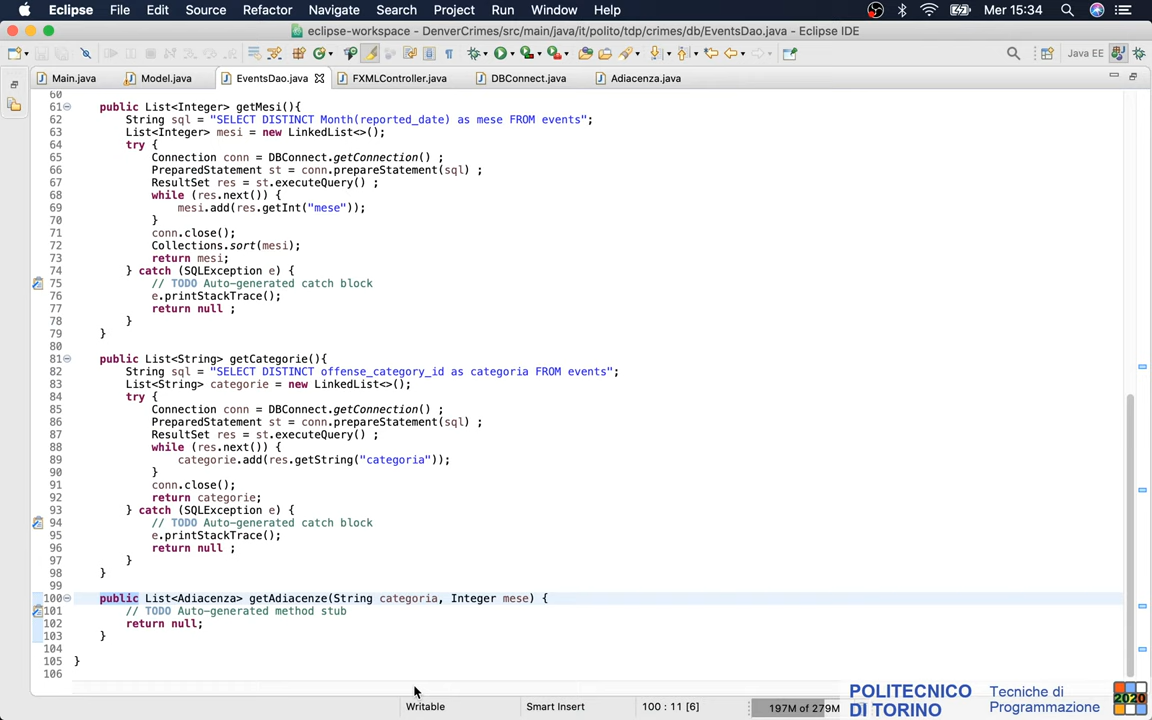 Eclipse File Edit Source Refactor Navigate Search Project Run Window Help Mer 15:34
eclipse-workspace - DenverCrimes/src/main/java/it/polito/tdp/crimes/db/EventsDao.java - Eclipse IDE
Java EE
Main.java Model.java EventsDao.java FXMLController.java DBConnect.java Adiacenza.java
60
61 public List<Integer> getMesi(){
62 String sql = "SELECT DISTINCT Month(reported_date) as mese FROM events";
63 List<Integer> mesi = new LinkedList<>();
64 try {
65 Connection conn = DBConnect.getConnection() ;
66 PreparedStatement st = conn.prepareStatement(sql) ;
67 ResultSet res = st.executeQuery() ;
68 while (res.next()) {
69 mesi.add(res.getInt("mese"));
70 }
71 conn.close();
72 Collections.sort(mesi);
73 return mesi;
74 } catch (SQLException e) {
75 // TODO Auto-generated catch block
76 e.printStackTrace();
77 return null ;
78 }
79 }
80
81 public List<String> getCategorie(){
82 String sql = "SELECT DISTINCT offense_category_id as categoria FROM events";
83 List<String> categorie = new LinkedList<>();
84 try {
85 Connection conn = DBConnect.getConnection() ;
86 PreparedStatement st = conn.prepareStatement(sql) ;
87 ResultSet res = st.executeQuery() ;
88 while (res.next()) {
89 categorie.add(res.getString("categoria"));
90 }
91 conn.close();
92 return categorie;
93 } catch (SQLException e) {
94 // TODO Auto-generated catch block
95 e.printStackTrace();
96 return null ;
97 }
98 }
99
100 public List<Adiacenza> getAdiacenze(String categoria, Integer mese) {
101 // TODO Auto-generated method stub
102 return null;
103 }
104
105 }
106
Writable Smart Insert 100 : 11 [6] 197M of 279M
POLITECNICO
DI TORINO
Tecniche di
Programmazione
2020